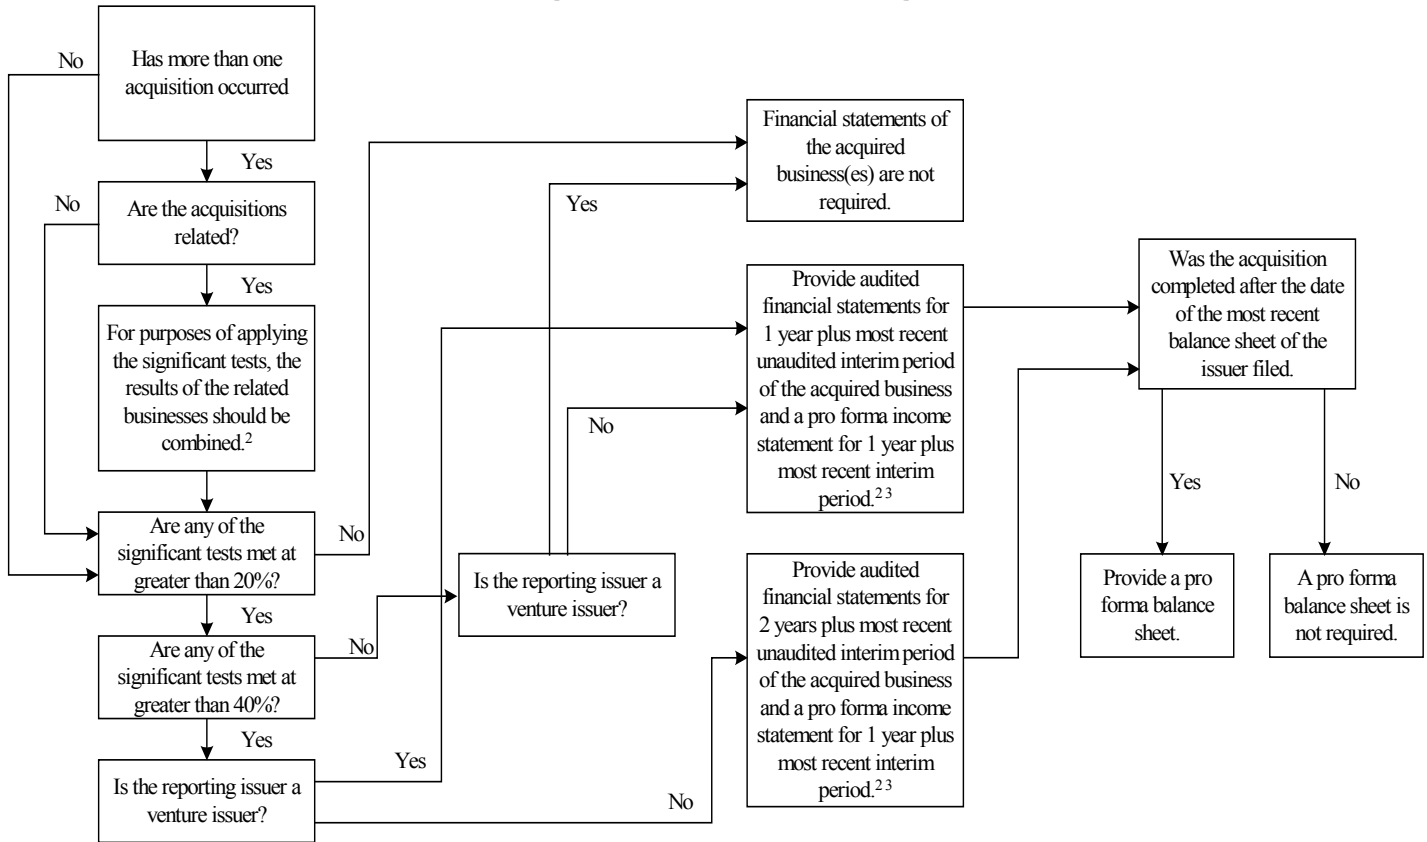 No
Has more than one
acquisition occurred
Yes
No
Are the acquisitions
related?
Yes
For purposes of applying
the significant tests, the
results of the related
businesses should be
combined.2
Are any of the
significant tests met at
greater than 20%?
No
Yes
Are any of the
significant tests met at
greater than 40%?
No
Yes
Is the reporting issuer a
venture issuer?
Yes
No
Is the reporting issuer a
venture issuer?
Yes
No
Financial statements of
the acquired
business(es) are not
required.
Provide audited
financial statements for
1 year plus most recent
unaudited interim period
of the acquired business
and a pro forma income
statement for 1 year plus
most recent interim
period.2 3
Provide audited
financial statements for
2 years plus most recent
unaudited interim period
of the acquired business
and a pro forma income
statement for 1 year plus
most recent interim
period.2 3
Was the acquisition
completed after the date
of the most recent
balance sheet of the
issuer filed.
Yes
No
Provide a pro
forma balance
sheet.
A pro forma
balance sheet is
not required.